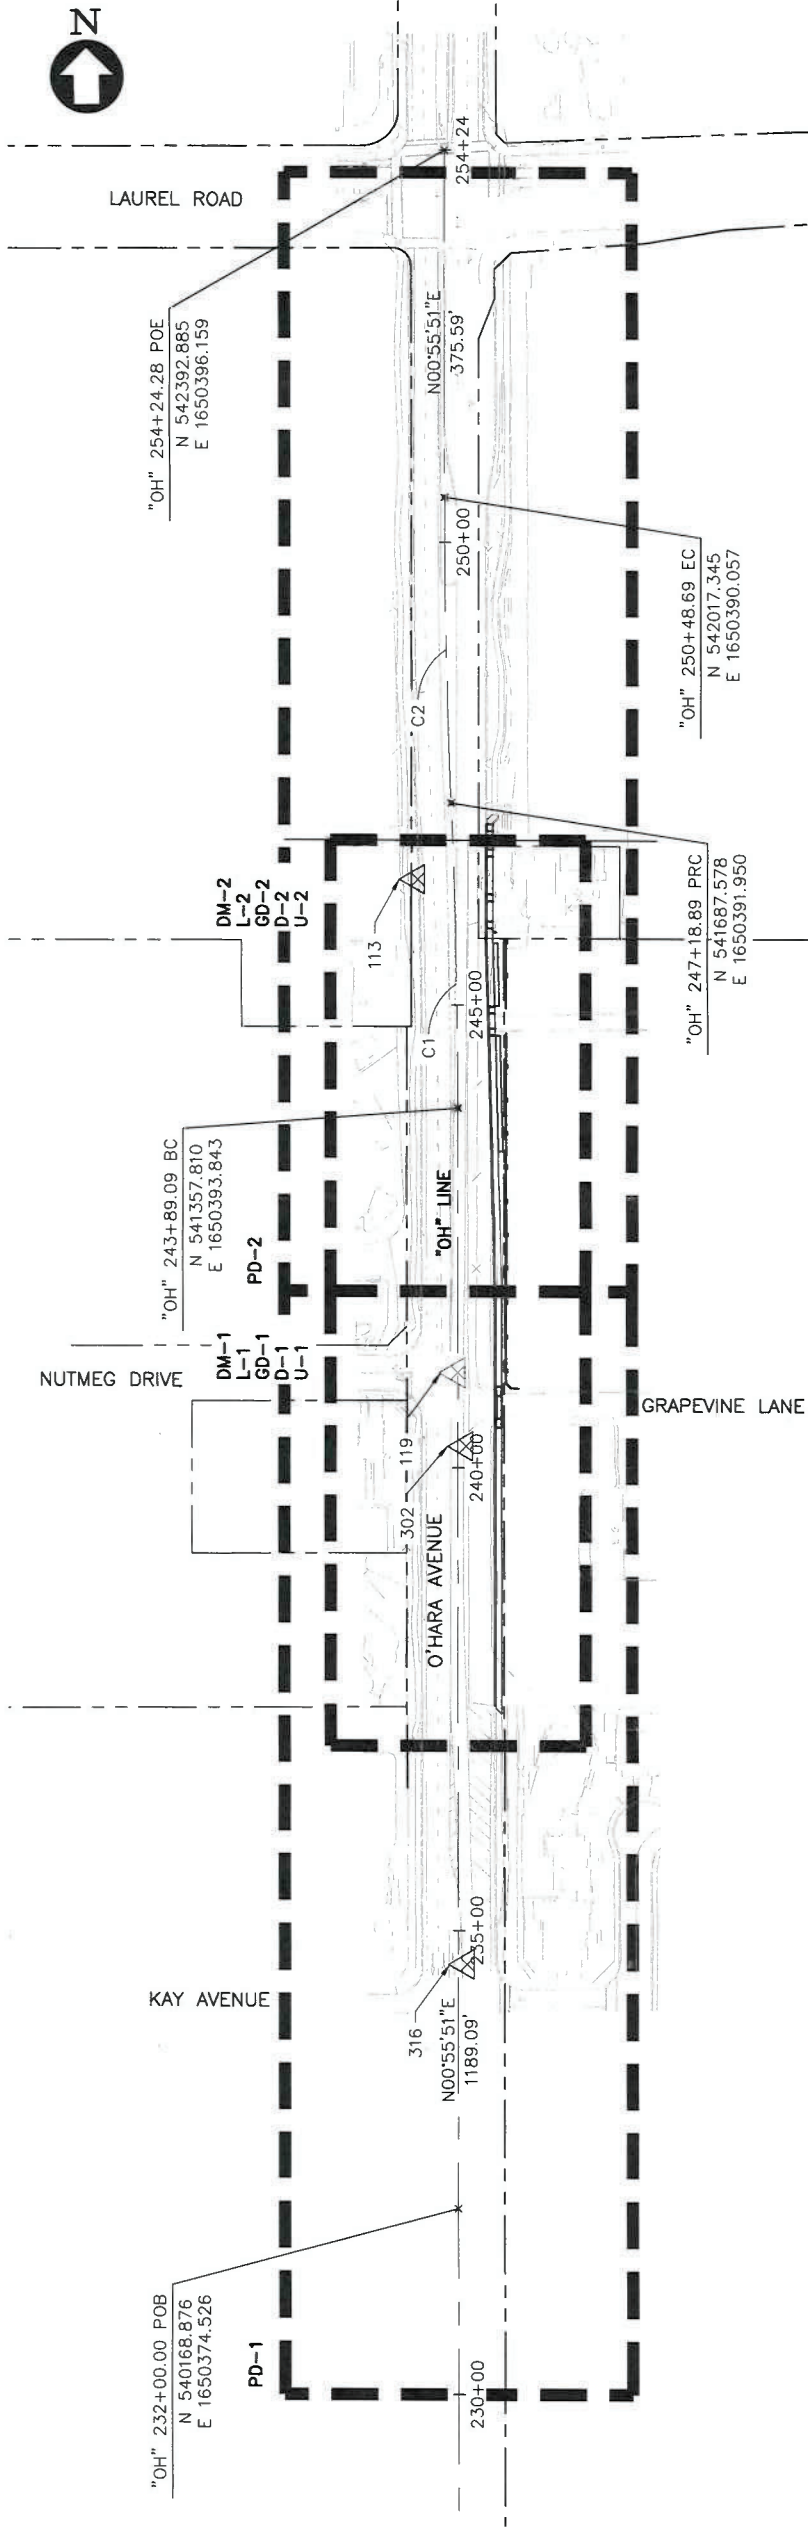 N
LAUREL ROAD
254+24
"OH" 254+24.28 POE
N 542392.885
E 1650396.159
N00°55'51"E
375.59'
250+00
"OH" 250+48.69 EC
N 542017.345
E 1650390.057
C2
DM-2
L-2
GD-2
D-2
U-2
113
"OH" 247+18.89 PRC
N 541687.578
E 1650391.950
C1
245+00
"OH" 243+89.09 BC
N 541357.810
E 1650393.843
"OH" LINE
PD-2
DM-1
L-1
GD-1
D-1
U-1
NUTMEG DRIVE
GRAPEVINE LANE
119
302
240+00
O'HARA AVENUE
235+00
KAY AVENUE
316
N00°55'51"E
1189.09'
"OH" 232+00.00 POB
N 540168.876
E 1650374.526
PD-1
230+00